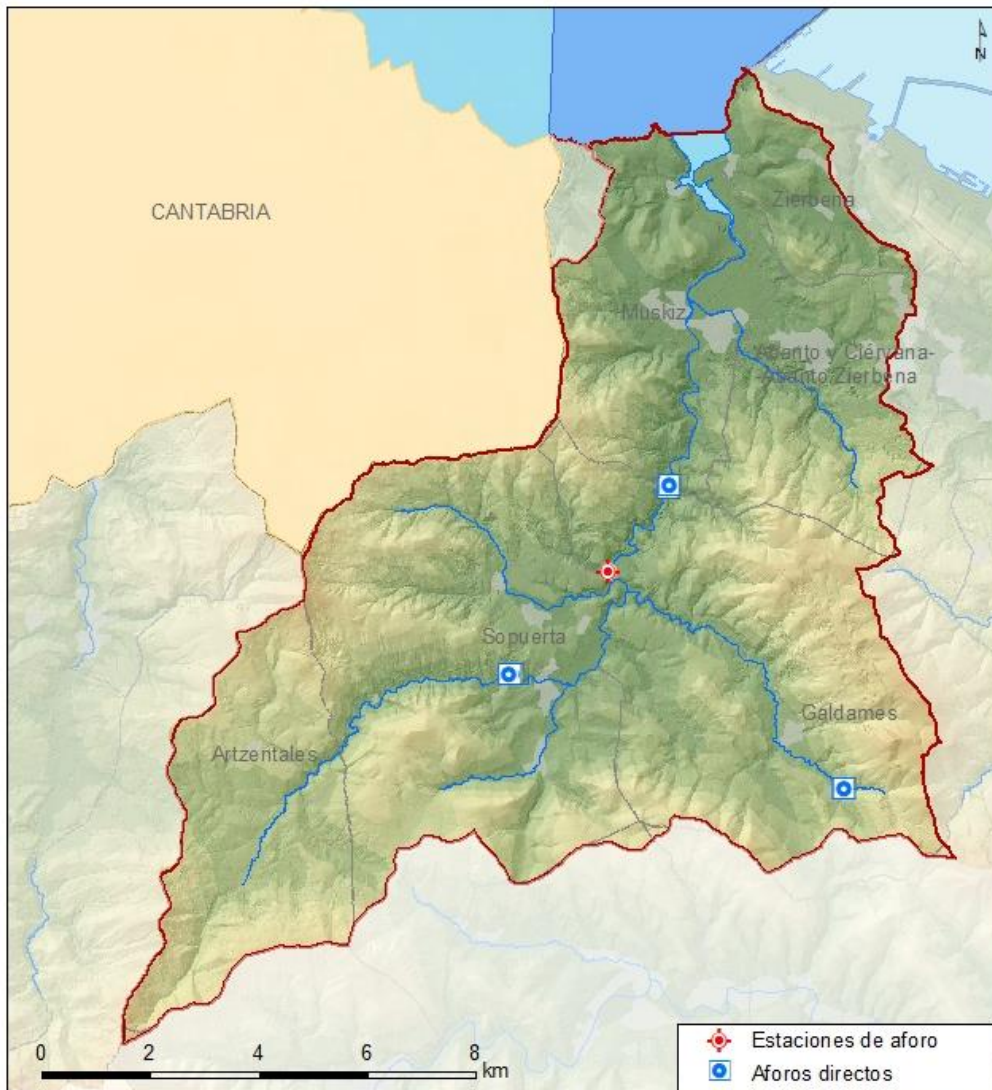 N
CANTABRIA
Zierbena
Muskiz
Abanto y Ciérvana-
-Abanto Zierbena
Sopuerta
Galdames
Artzentales
0 2 4 6 8
km
Estaciones de aforo
Aforos directos